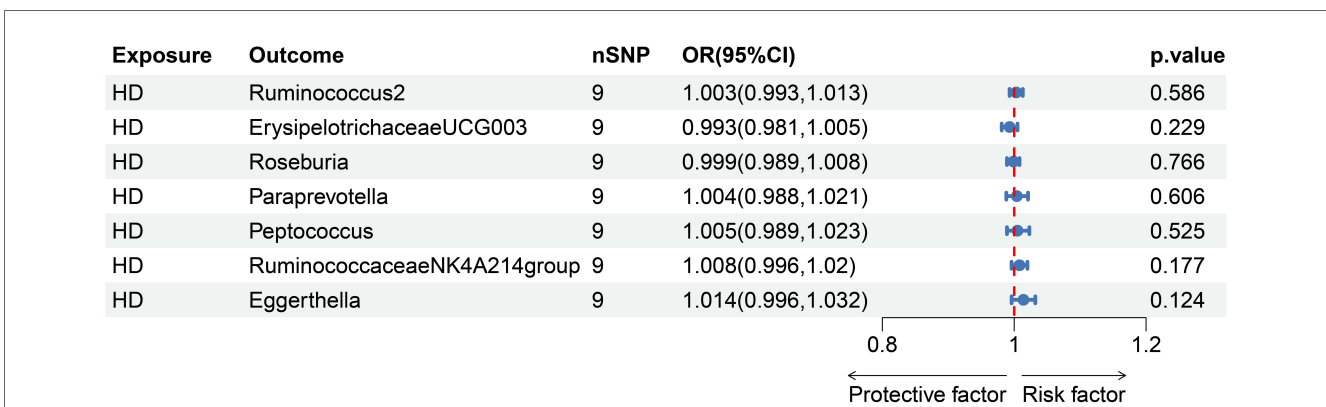 Exposure Outcome nSNP OR(95%CI) p.value
HD Ruminococcus2 9 1.003(0.993,1.013) 0.586
HD ErysipelotrichaceaeUCG003 9 0.993(0.981,1.005) 0.229
HD Roseburia 9 0.999(0.989,1.008) 0.766
HD Paraprevotella 9 1.004(0.988,1.021) 0.606
HD Peptococcus 9 1.005(0.989,1.023) 0.525
HD RuminococcaceaeNK4A214group 9 1.008(0.996,1.02) 0.177
HD Eggerthella 9 1.014(0.996,1.032) 0.124
0.8 1 1.2
Protective factor Risk factor